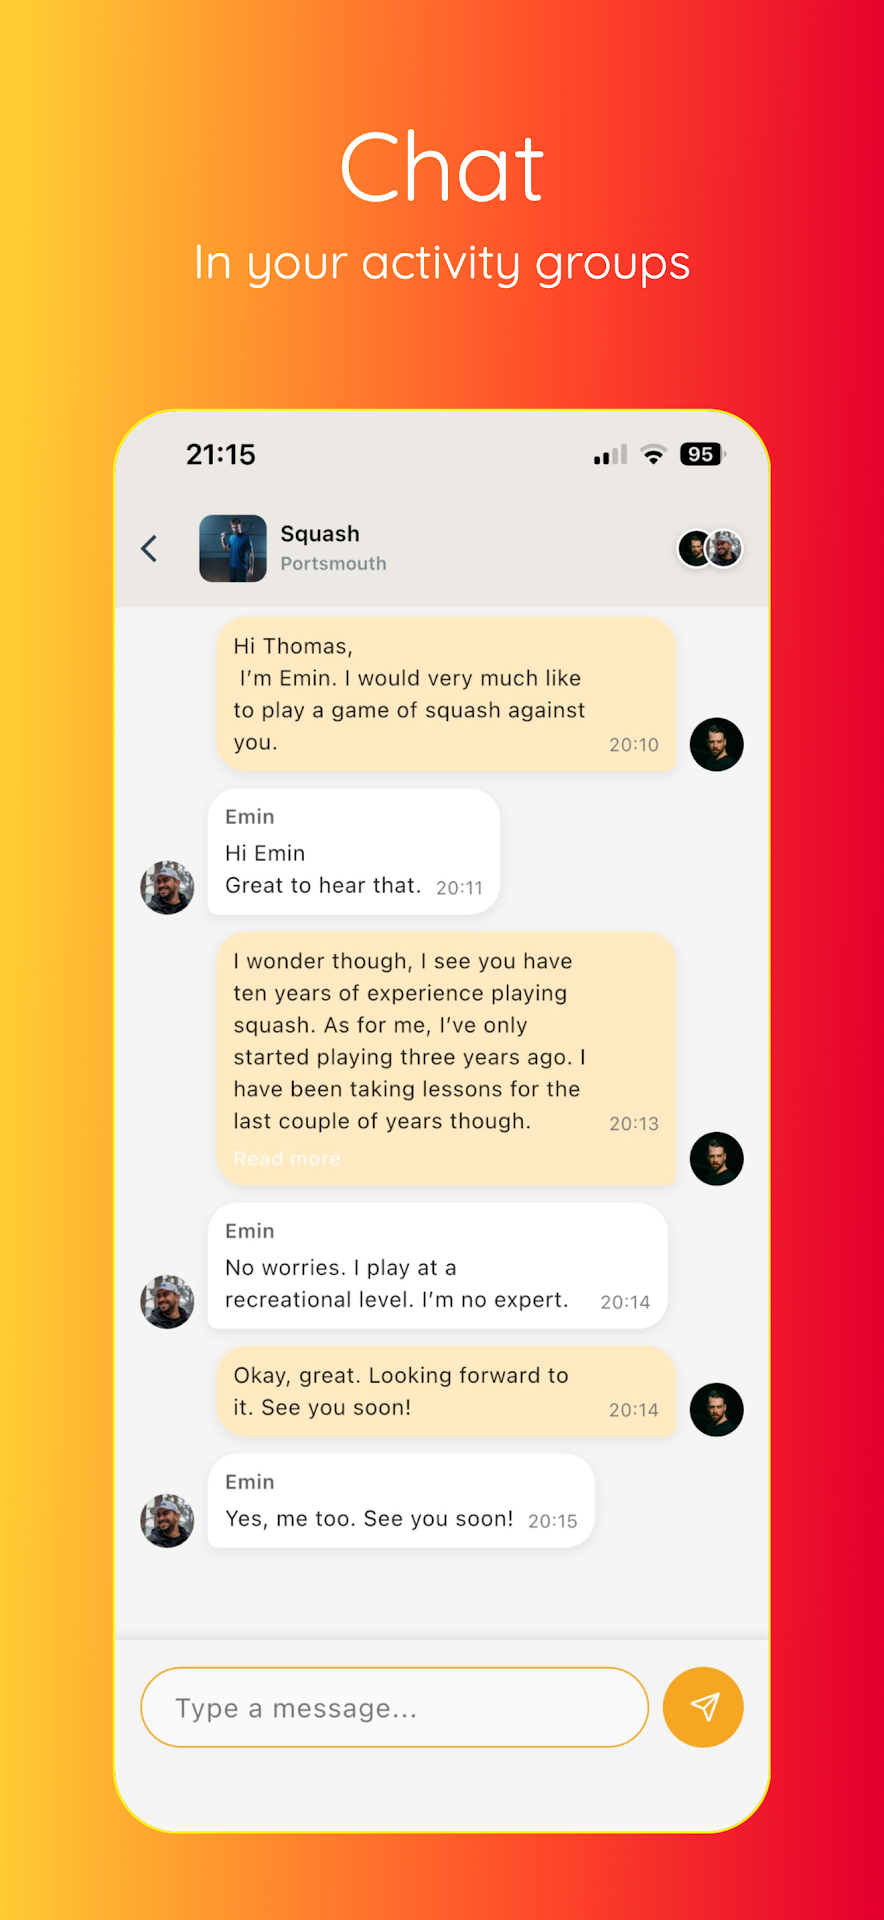 Chat
In your activity groups
21:15
95
Squash
Portsmouth
Hi Thomas,
I’m Emin. I would very much like
to play a game of squash against
you.
20:10
Emin
Hi Emin
Great to hear that. 20:11
I wonder though, I see you have
ten years of experience playing
squash. As for me, I’ve only
started playing three years ago. I
have been taking lessons for the
last couple of years though.
20:13
Read more
Emin
No worries. I play at a
recreational level. I’m no expert. 20:14
Okay, great. Looking forward to
it. See you soon!
20:14
Emin
Yes, me too. See you soon! 20:15
Type a message...